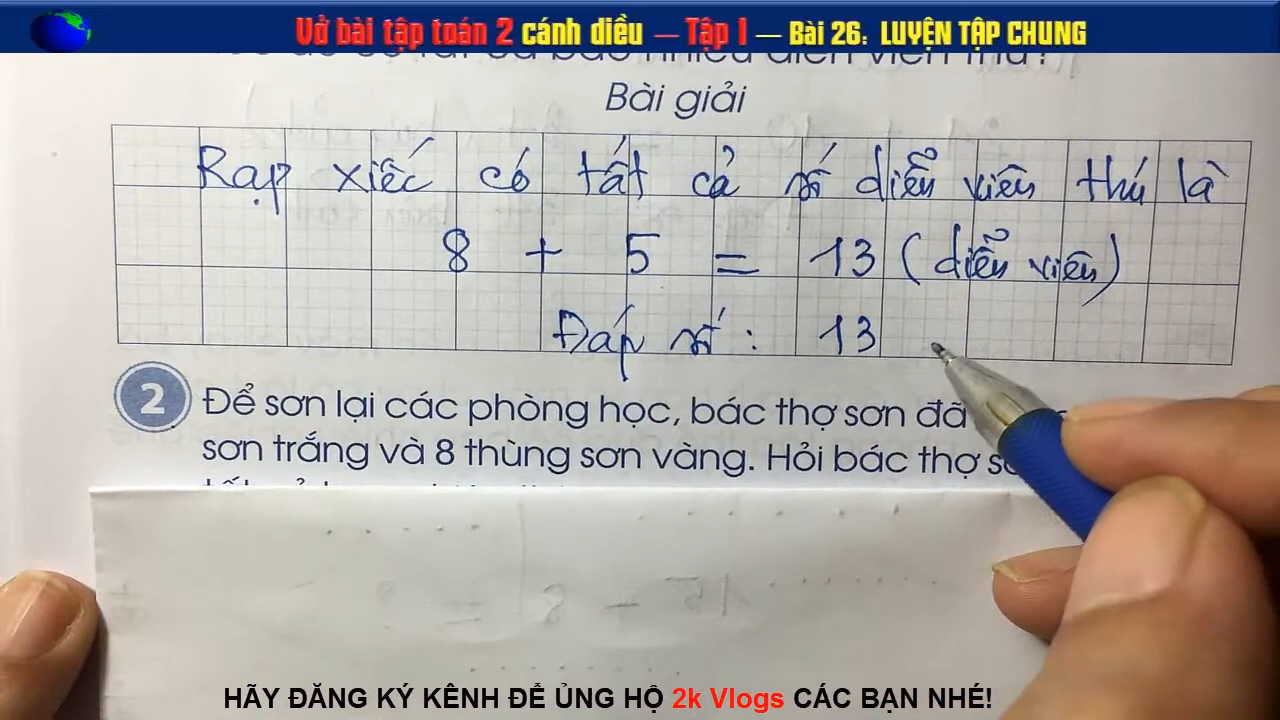 Vở bài tập toán 2 cánh diều – Tập 1 – Bài 26: LUYỆN TẬP CHUNG
Bài giải
Rạp xiếc có tất cả số diễn viên thú là
8 + 5 = 13 (diễn viên)
Đáp số: 13
2 Để sơn lại các phòng học, bác thợ sơn đã
sơn trắng và 8 thùng sơn vàng. Hỏi bác thợ
15 - 8 =
HÃY ĐĂNG KÝ KÊNH ĐỂ ỦNG HỘ 2k Vlogs CÁC BẠN NHÉ!